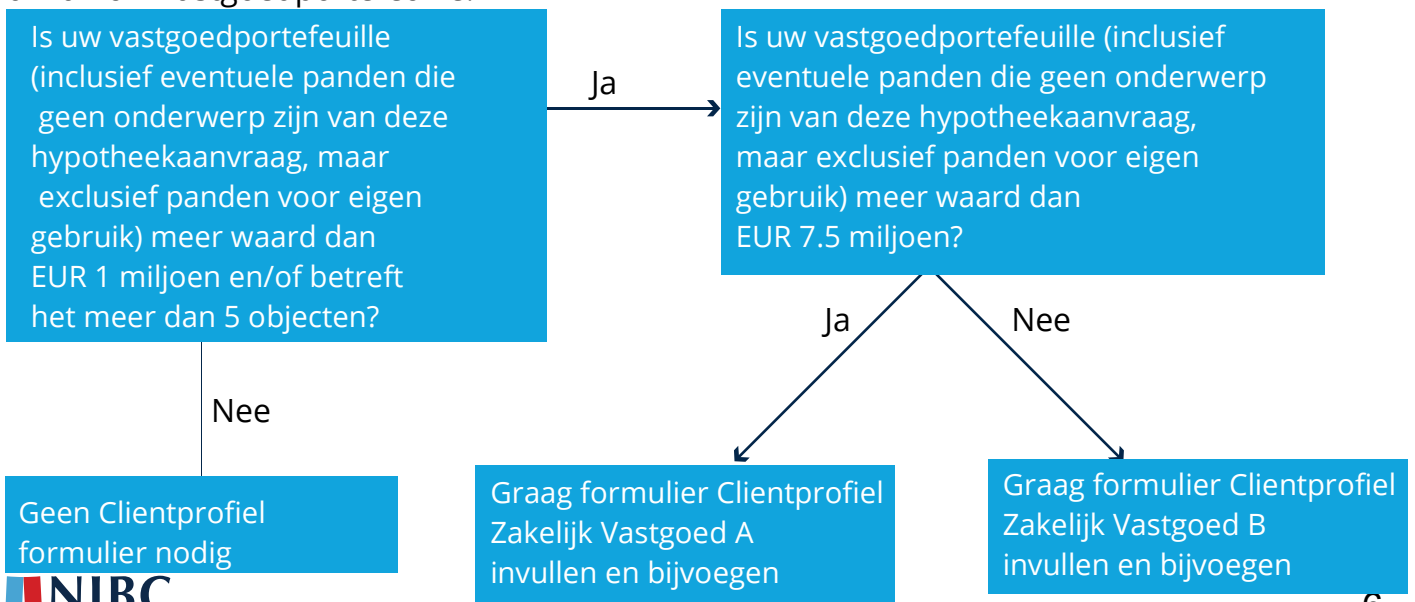 Is uw vastgoedportefeuille
(inclusief eventuele panden die
geen onderwerp zijn van deze
hypotheekaanvraag, maar
exclusief panden voor eigen
gebruik) meer waard dan
EUR 1 miljoen en/of betreft
het meer dan 5 objecten?
Ja
Is uw vastgoedportefeuille (inclusief
eventuele panden die geen onderwerp
zijn van deze hypotheekaanvraag,
maar exclusief panden voor eigen
gebruik) meer waard dan
EUR 7.5 miljoen?
Ja
Nee
Nee
Geen Clientprofiel
formulier nodig
Graag formulier Clientprofiel
Zakelijk Vastgoed A
invullen en bijvoegen
Graag formulier Clientprofiel
Zakelijk Vastgoed B
invullen en bijvoegen
NIBC